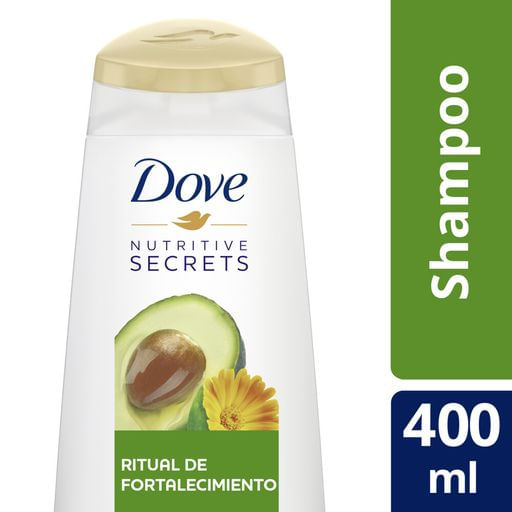 Dove
NUTRITIVE
SECRETS
RITUAL DE
FORTALECIMIENTO
Shampoo
400
ml